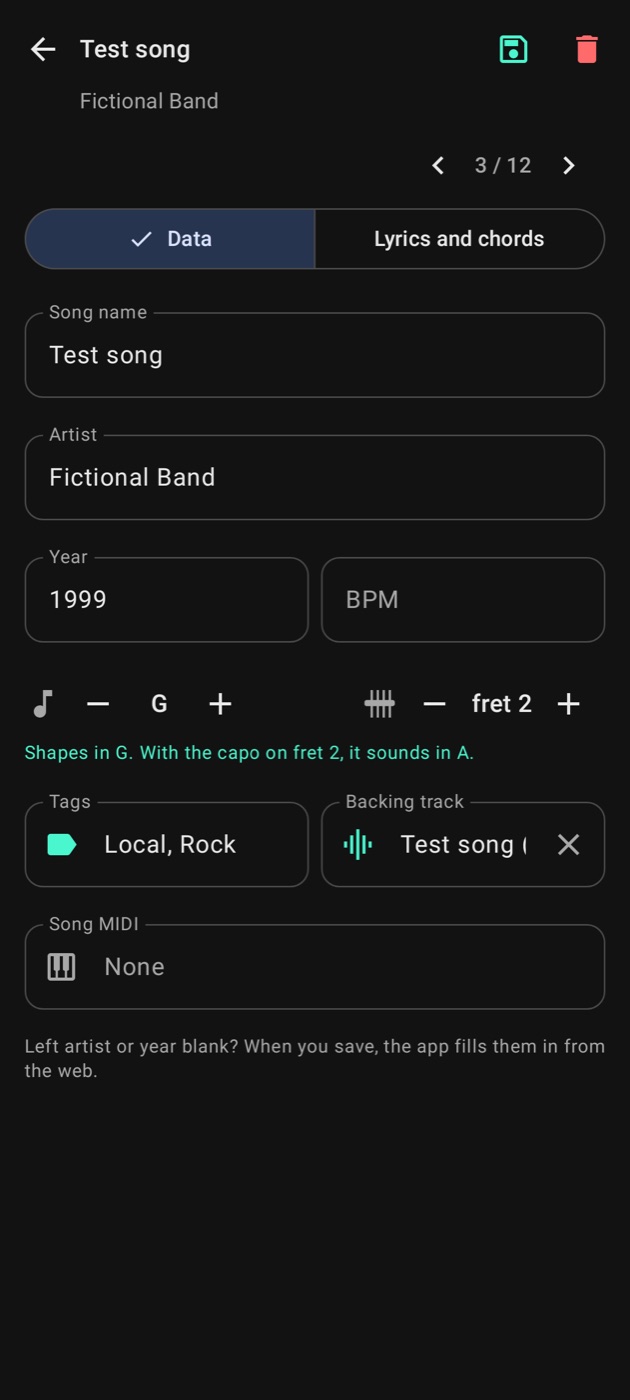 Test song
Fictional Band
3 / 12
Data
Lyrics and chords
Song name
Test song
Artist
Fictional Band
Year
1999
BPM
G
fret 2
Shapes in G. With the capo on fret 2, it sounds in A.
Tags
Local, Rock
Backing track
Test song (
Song MIDI
None
Left artist or year blank? When you save, the app fills them in from
the web.